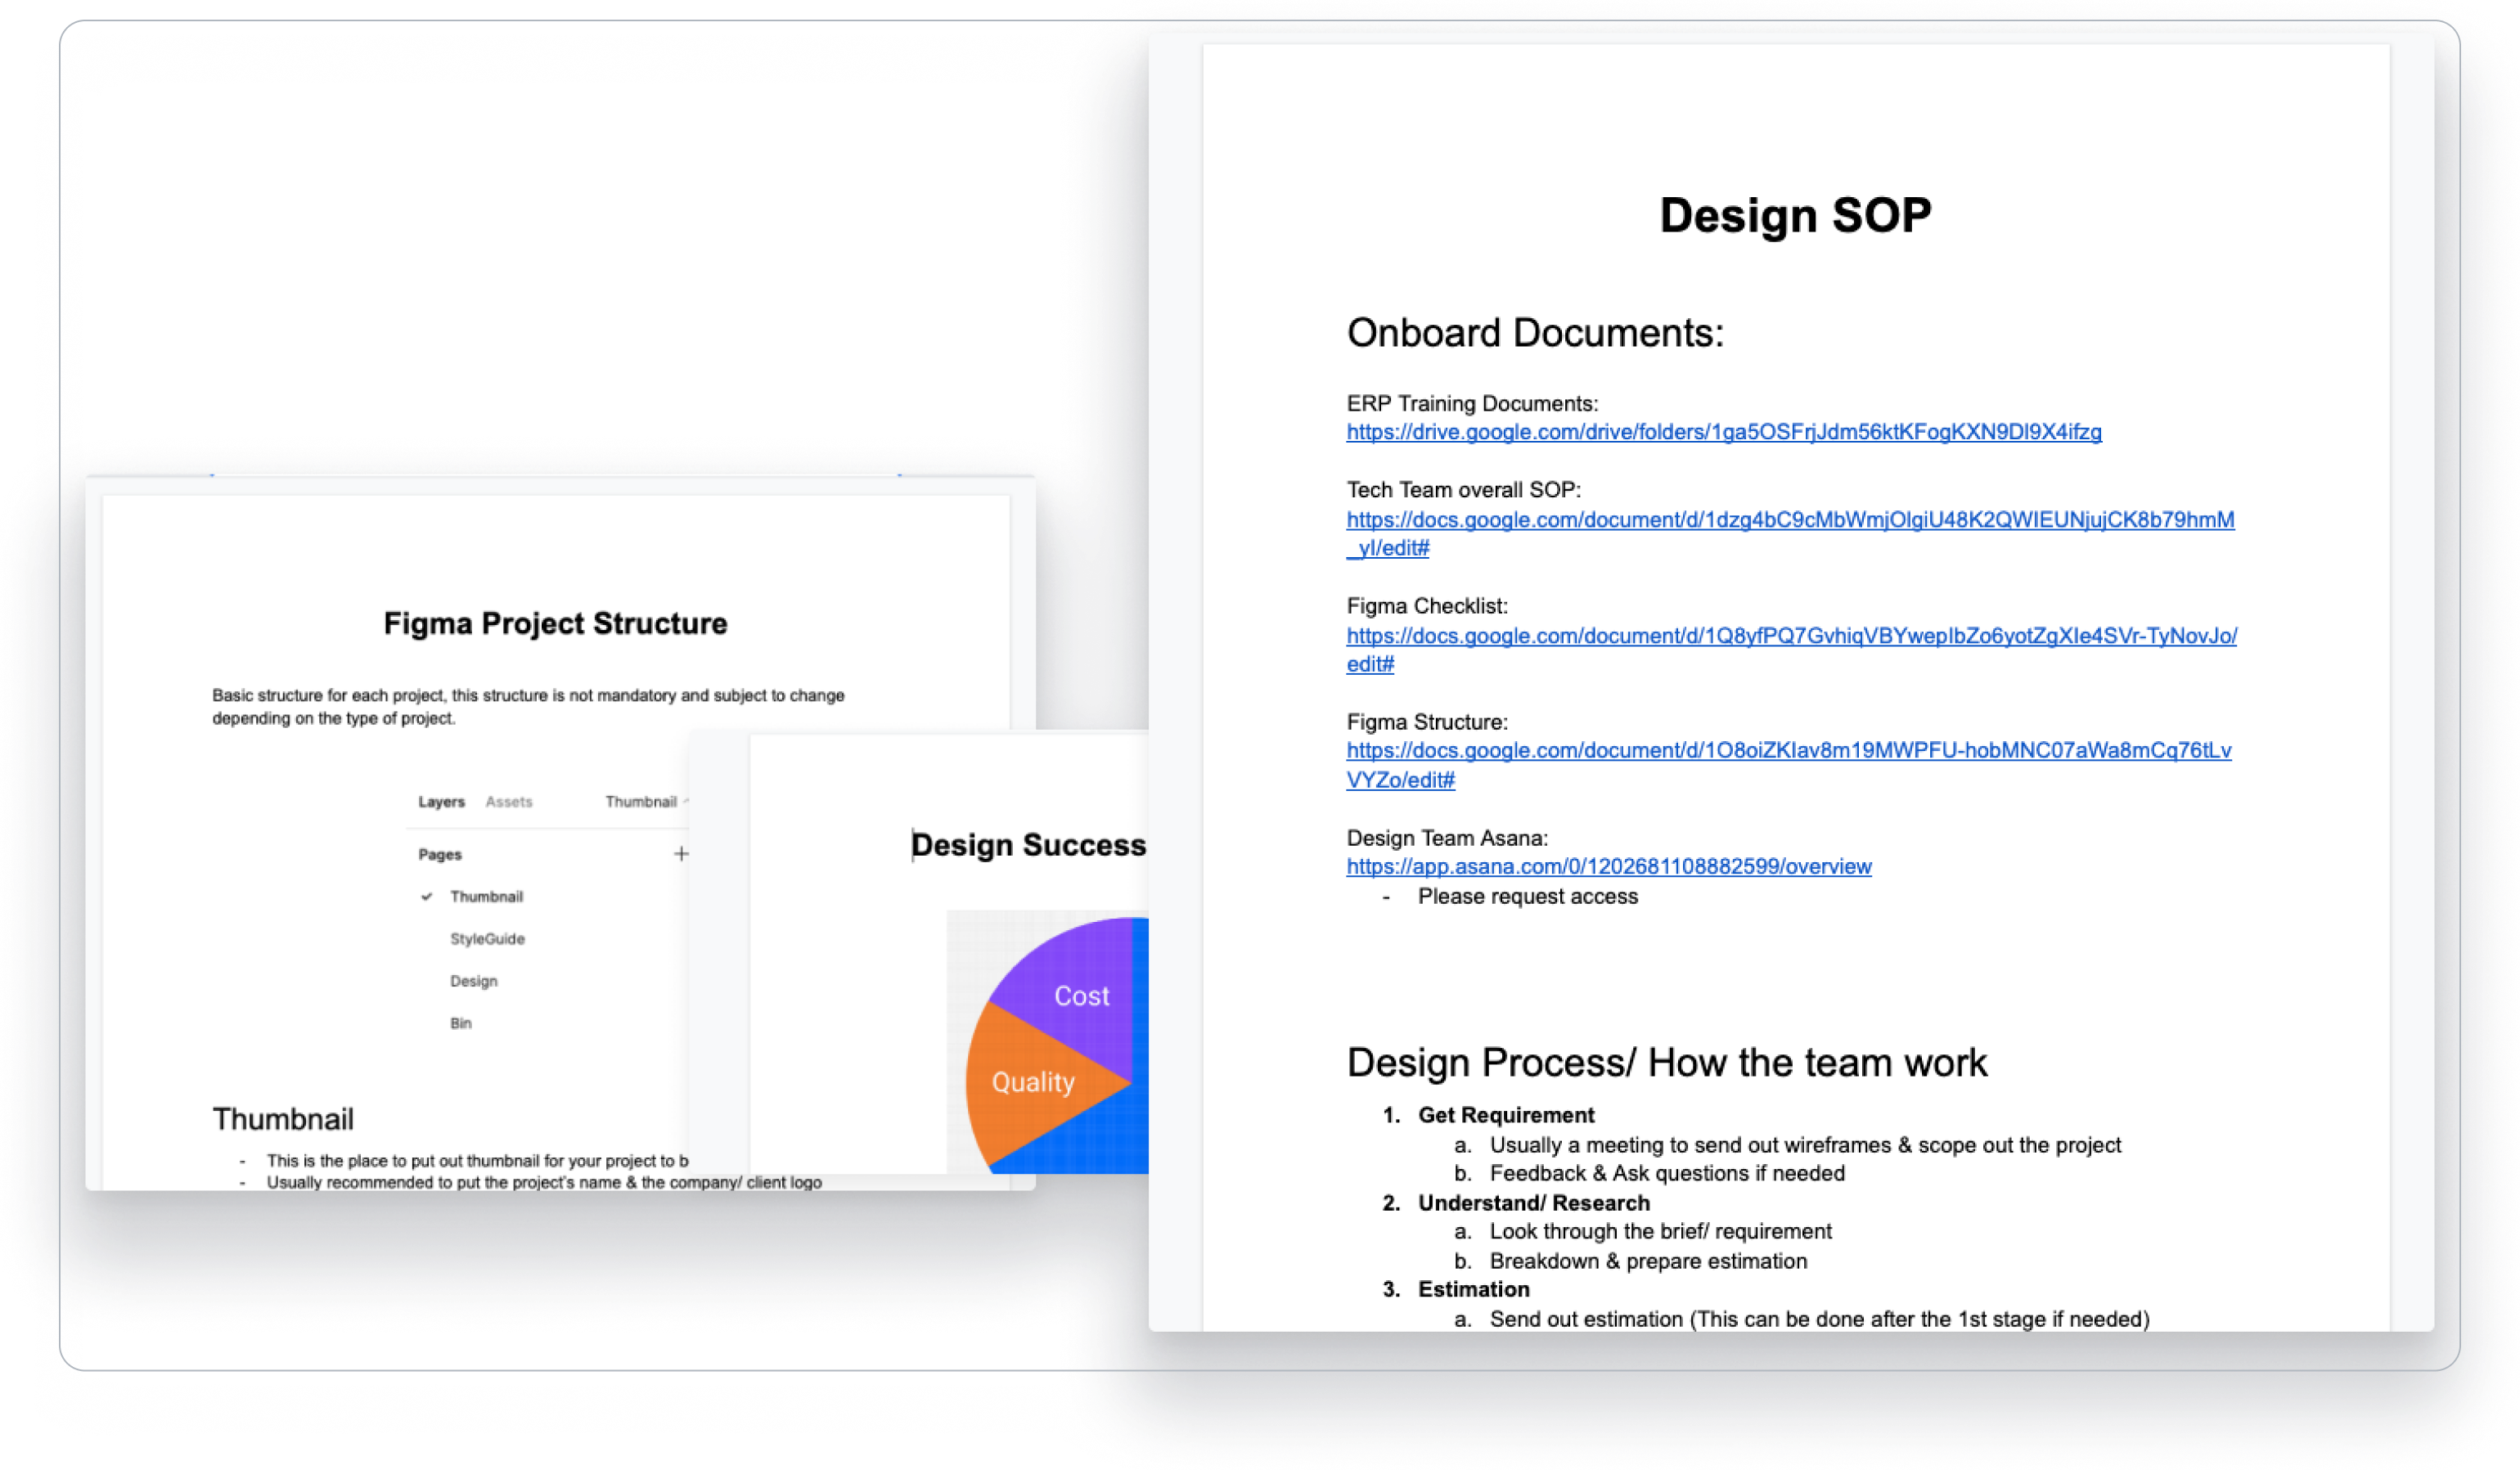 Figma Project Structure
Basic structure for each project, this structure is not mandatory and subject to change
depending on the type of project.
Layers Assets Thumbnail
Pages +
Thumbnail
StyleGuide
Design
Bin
Thumbnail
- This is the place to put out thumbnail for your project to b
- Usually recommended to put the project's name & the company/ client logo
Design Success
Cost
Quality
Design SOP
Onboard Documents:
ERP Training Documents:
https://drive.google.com/drive/folders/1ga5OSFrjJdm56ktKFogKXN9Dl9X4ifzg
Tech Team overall SOP:
https://docs.google.com/document/d/1dzg4bC9cMbWmjOlgiU48K2QWIEUNjujCK8b79hmM
_yI/edit#
Figma Checklist:
https://docs.google.com/document/d/1Q8yfPQ7GvhiqVBYwepIbZo6yotZgXIe4SVr-TyNovJo/
edit#
Figma Structure:
https://docs.google.com/document/d/1O8oiZKIav8m19MWPFU-hobMNC07aWa8mCq76tLv
VYZo/edit#
Design Team Asana:
https://app.asana.com/0/1202681108882599/overview
- Please request access
Design Process/ How the team work
1. Get Requirement
a. Usually a meeting to send out wireframes & scope out the project
b. Feedback & Ask questions if needed
2. Understand/ Research
a. Look through the brief/ requirement
b. Breakdown & prepare estimation
3. Estimation
a. Send out estimation (This can be done after the 1st stage if needed)